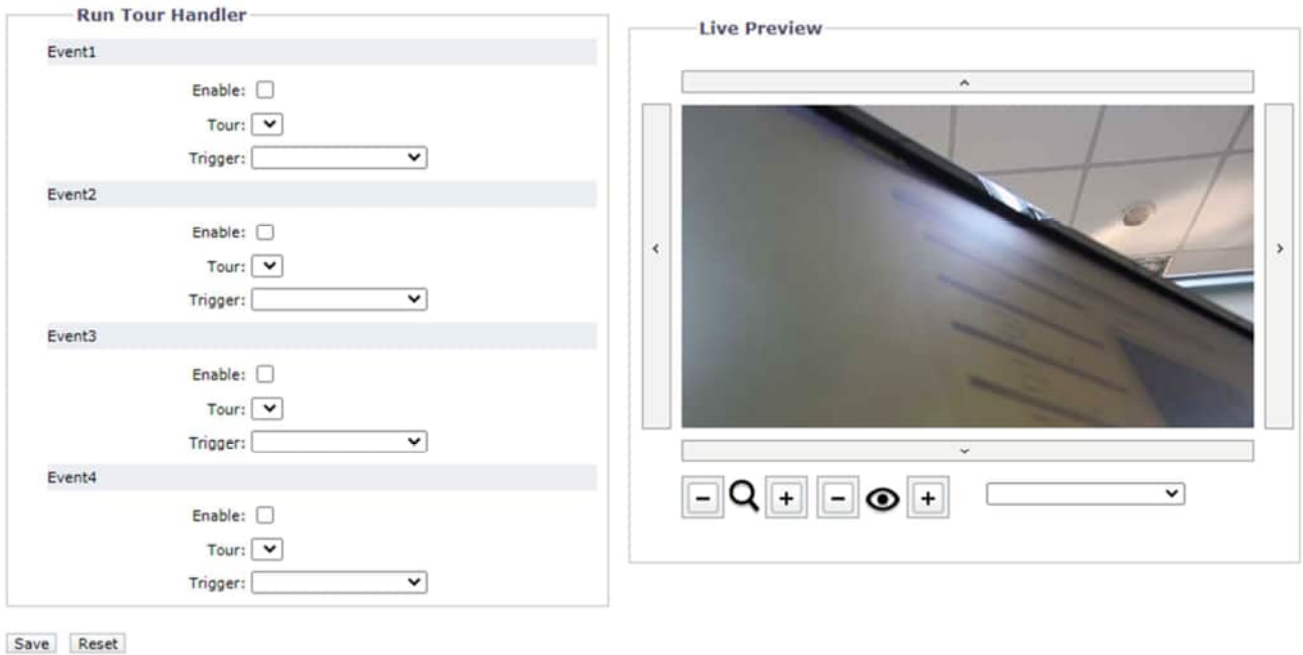 Run Tour Handler
Event1
Enable:
Tour:
Trigger:
Event2
Enable:
Tour:
Trigger:
Event3
Enable:
Tour:
Trigger:
Event4
Enable:
Tour:
Trigger:
Save Reset
Live Preview